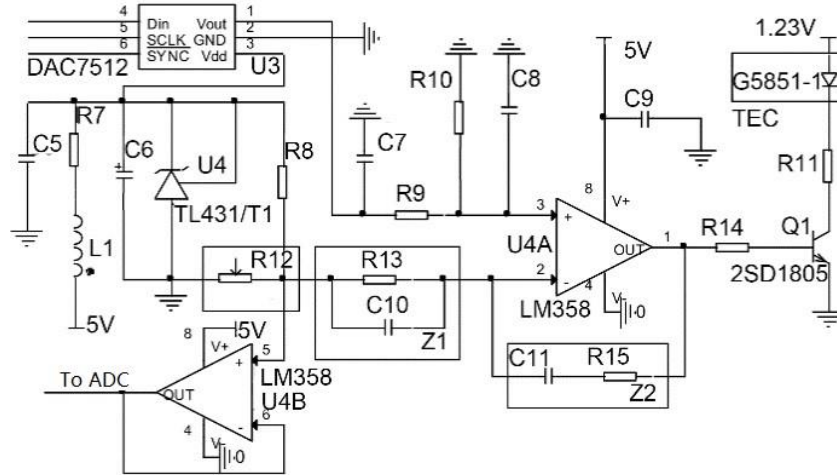 4 Din Vout 1
5 SCLK GND 2
6 SYNC Vdd 3
DAC7512 U3
5V
1.23V
R10
C8
G5851-1
TEC
C9
R7
C5
C6
U4
TL431/T1
R8
C7
R9
R11
3
8
V+
+
U4A
OUT
1
R14
Q1
2SD1805
2
-
4
V-
0
LM358
L1
5V
R12
R13
C10
Z1
C11
R15
Z2
8
5V
V+
5
+
LM358
U4B
To ADC
OUT
-
6
4
V-
0